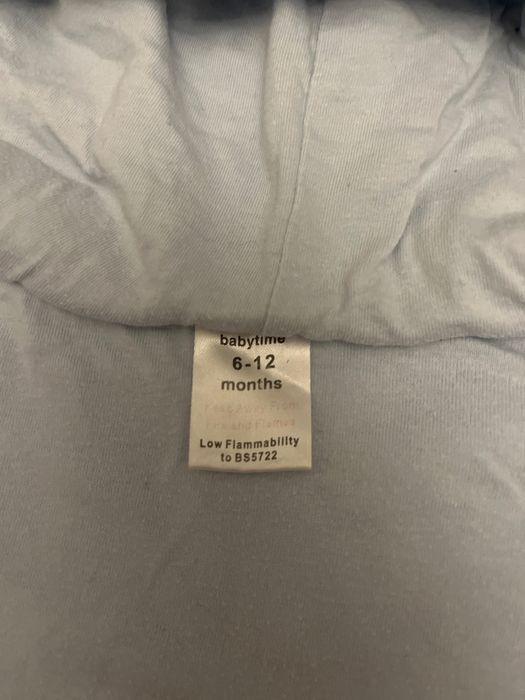 babytime
6-12
months
Keep Away From
Fire and Flames
Low Flammability
to BS5722